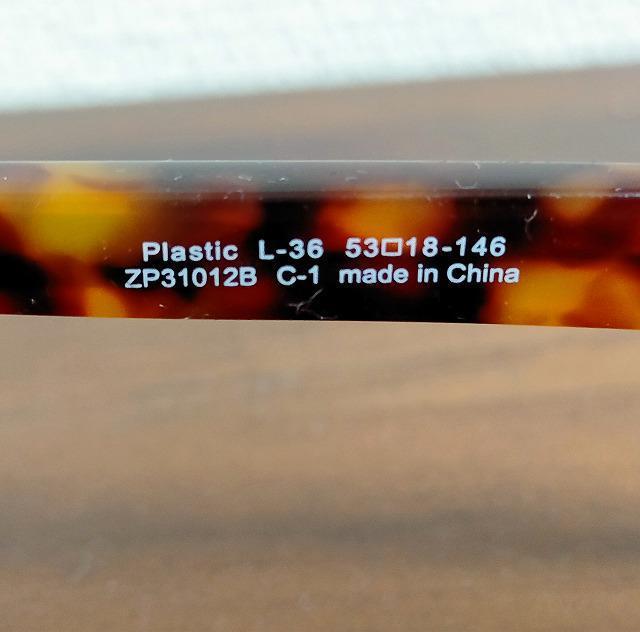 Plastic L-36 53□18-146
ZP31012B C-1 made in China